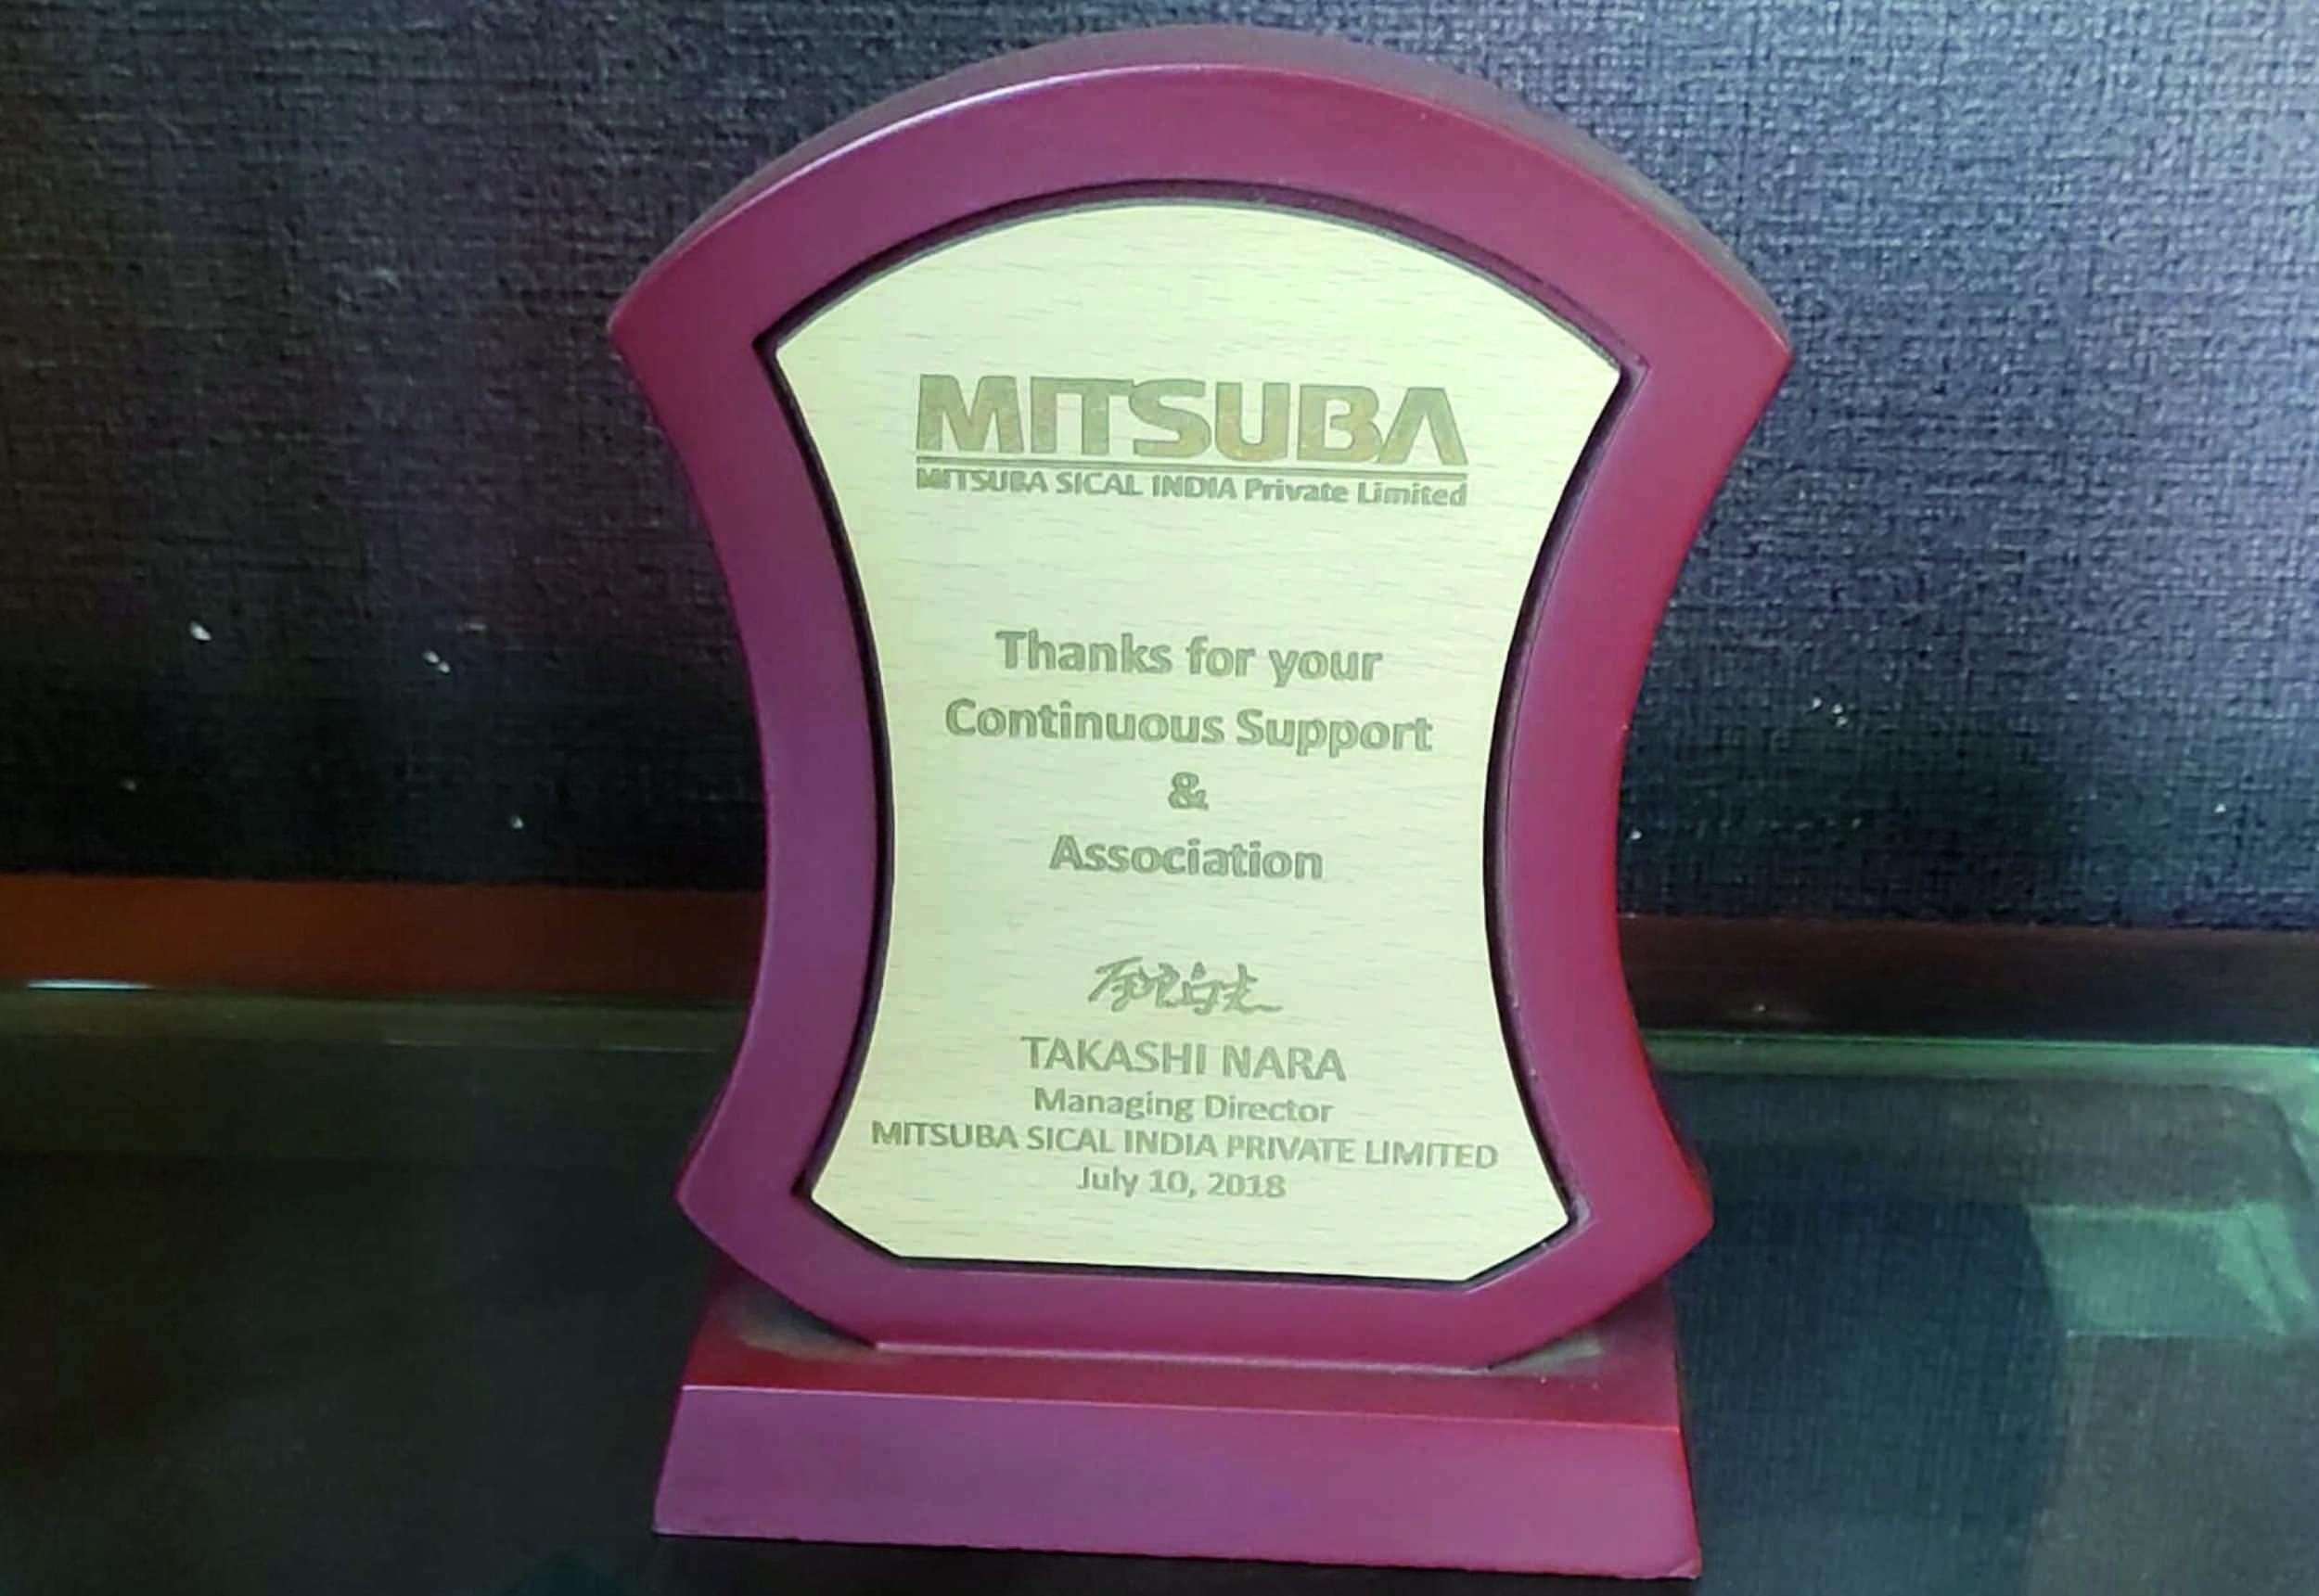 MITSUBA
MITSUBA SICAL INDIA Private Limited
Thanks for your
Continuous Support
&
Association
TAKASHI NARA
Managing Director
MITSUBA SICAL INDIA PRIVATE LIMITED
July 10, 2018